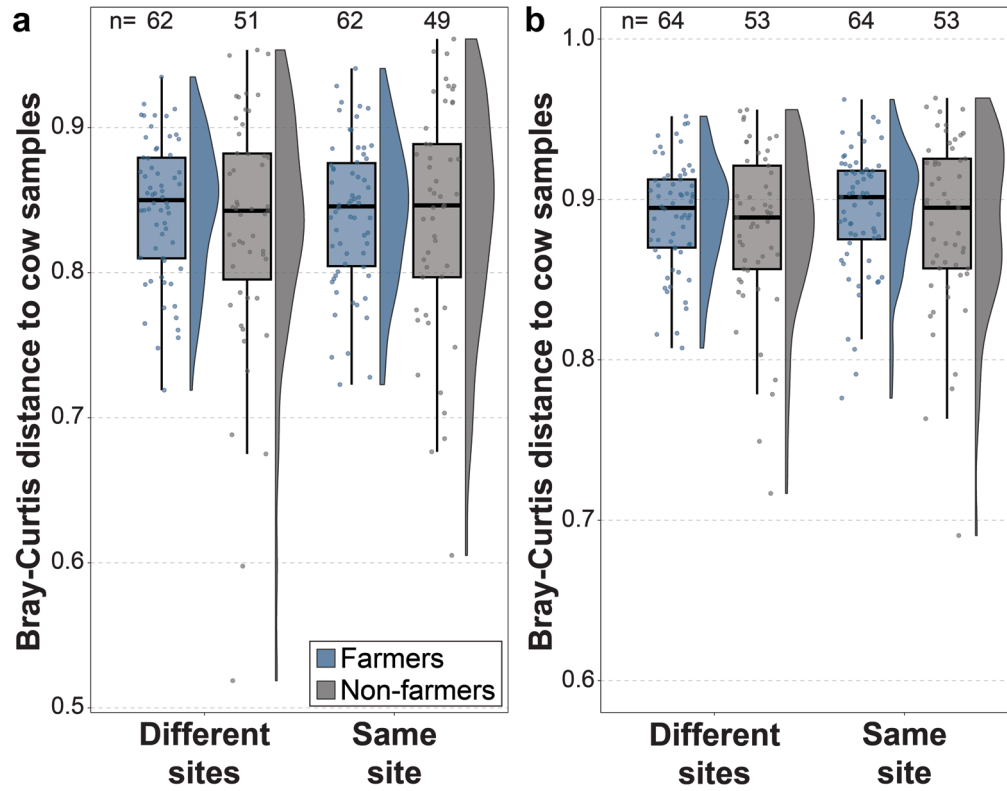 a
n= 62 51 62 49
Bray-Curtis distance to cow samples
0.9
0.8
0.7
0.6
0.5
Farmers
Non-farmers
Different
sites
Same
site
b
n= 64 53 64 53
Bray-Curtis distance to cow samples
1.0
0.9
0.8
0.7
0.6
Different
sites
Same
site